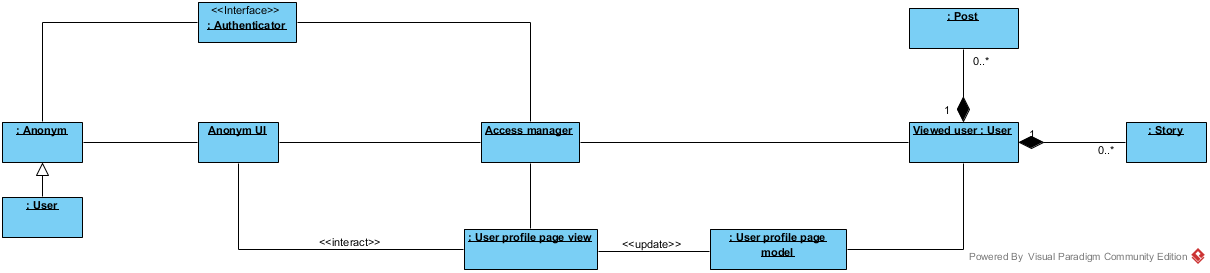 <<Interface>>
: Authenticator
: Post
0..*
1
: Anonym
Anonym UI
Access manager
Viewed user : User
1
0..*
: Story
: User
<<interact>>
: User profile page view
<<update>>
: User profile page
model
Powered By Visual Paradigm Community Edition